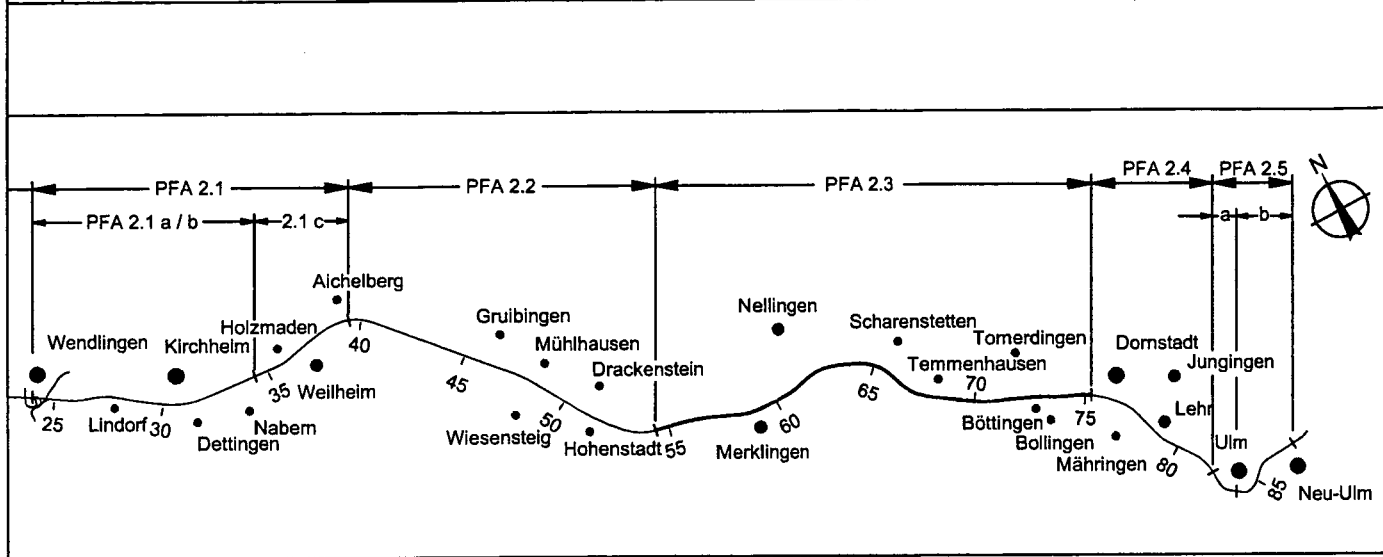 PFA 2.1
PFA 2.2
PFA 2.3
PFA 2.4
PFA 2.5
N
PFA 2.1 a / b
2.1 c
a
b
Aichelberg
Wendlingen
Holzmaden
Kirchheim
40
Gruibingen
Mühlhausen
Drackenstein
Nellingen
Scharenstetten
Tomerdingen
Temmenhausen
Dornstadt
Jungingen
35
Weilheim
45
65
70
25
Lindorf
30
Nabern
Dettingen
Wiesensteig
50
Hohenstadt
55
Merklingen
60
Böttingen
Bollingen
75
Mähringen
Lehr
80
Ulm
85
Neu-Ulm